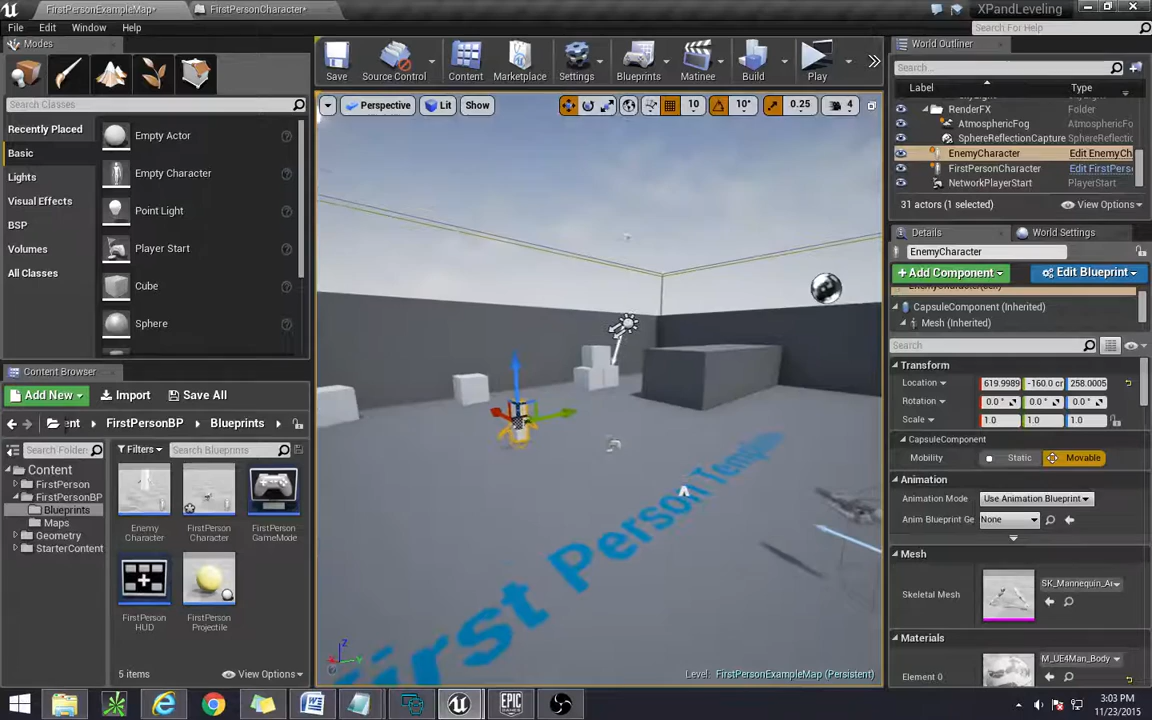 FirstPersonExampleMap*
FirstPersonCharacter*
XPandLeveling
File Edit Window Help
Search For Help
Modes
Search Classes
Recently Placed
Basic
Lights
Visual Effects
BSP
Volumes
All Classes
Empty Actor
Empty Character
Point Light
Player Start
Cube
Sphere
Save
Source Control
Content
Marketplace
Settings
Blueprints
Matinee
Build
Play
Perspective
Lit
Show
10
10°
0.25
4
First Person Templ
Level: FirstPersonExampleMap (Persistent)
World Outliner
Search...
Label
Type
RenderFX Folder
AtmosphericFog AtmosphericFo
SphereReflectionCapture SphereReflecti
EnemyCharacter Edit EnemyCh
FirstPersonCharacter Edit FirstPers
NetworkPlayerStart PlayerStart
31 actors (1 selected)
View Options
Details
World Settings
EnemyCharacter
Add Component
Edit Blueprint
CapsuleComponent (Inherited)
Mesh (Inherited)
Search
Transform
Location 619.9989 -160.0 cr 258.0005
Rotation 0.0° 0.0° 0.0°
Scale 1.0 1.0 1.0
CapsuleComponent
Mobility Static Movable
Animation
Animation Mode Use Animation Blueprint
Anim Blueprint Ge None
Mesh
Skeletal Mesh SK_Mannequin_Ar
Materials
Element 0 M_UE4Man_Body
Content Browser
Add New
Import
Save All
ent
FirstPersonBP
Blueprints
Search Folder:
Filters
Search Blueprints
Content
FirstPerson
FirstPersonBP
Blueprints
Maps
Geometry
StarterContent
Enemy Character
FirstPerson Character
FirstPerson GameMode
FirstPerson HUD
FirstPerson Projectile
5 items
View Options
EPIC
3:03 PM
11/23/2015